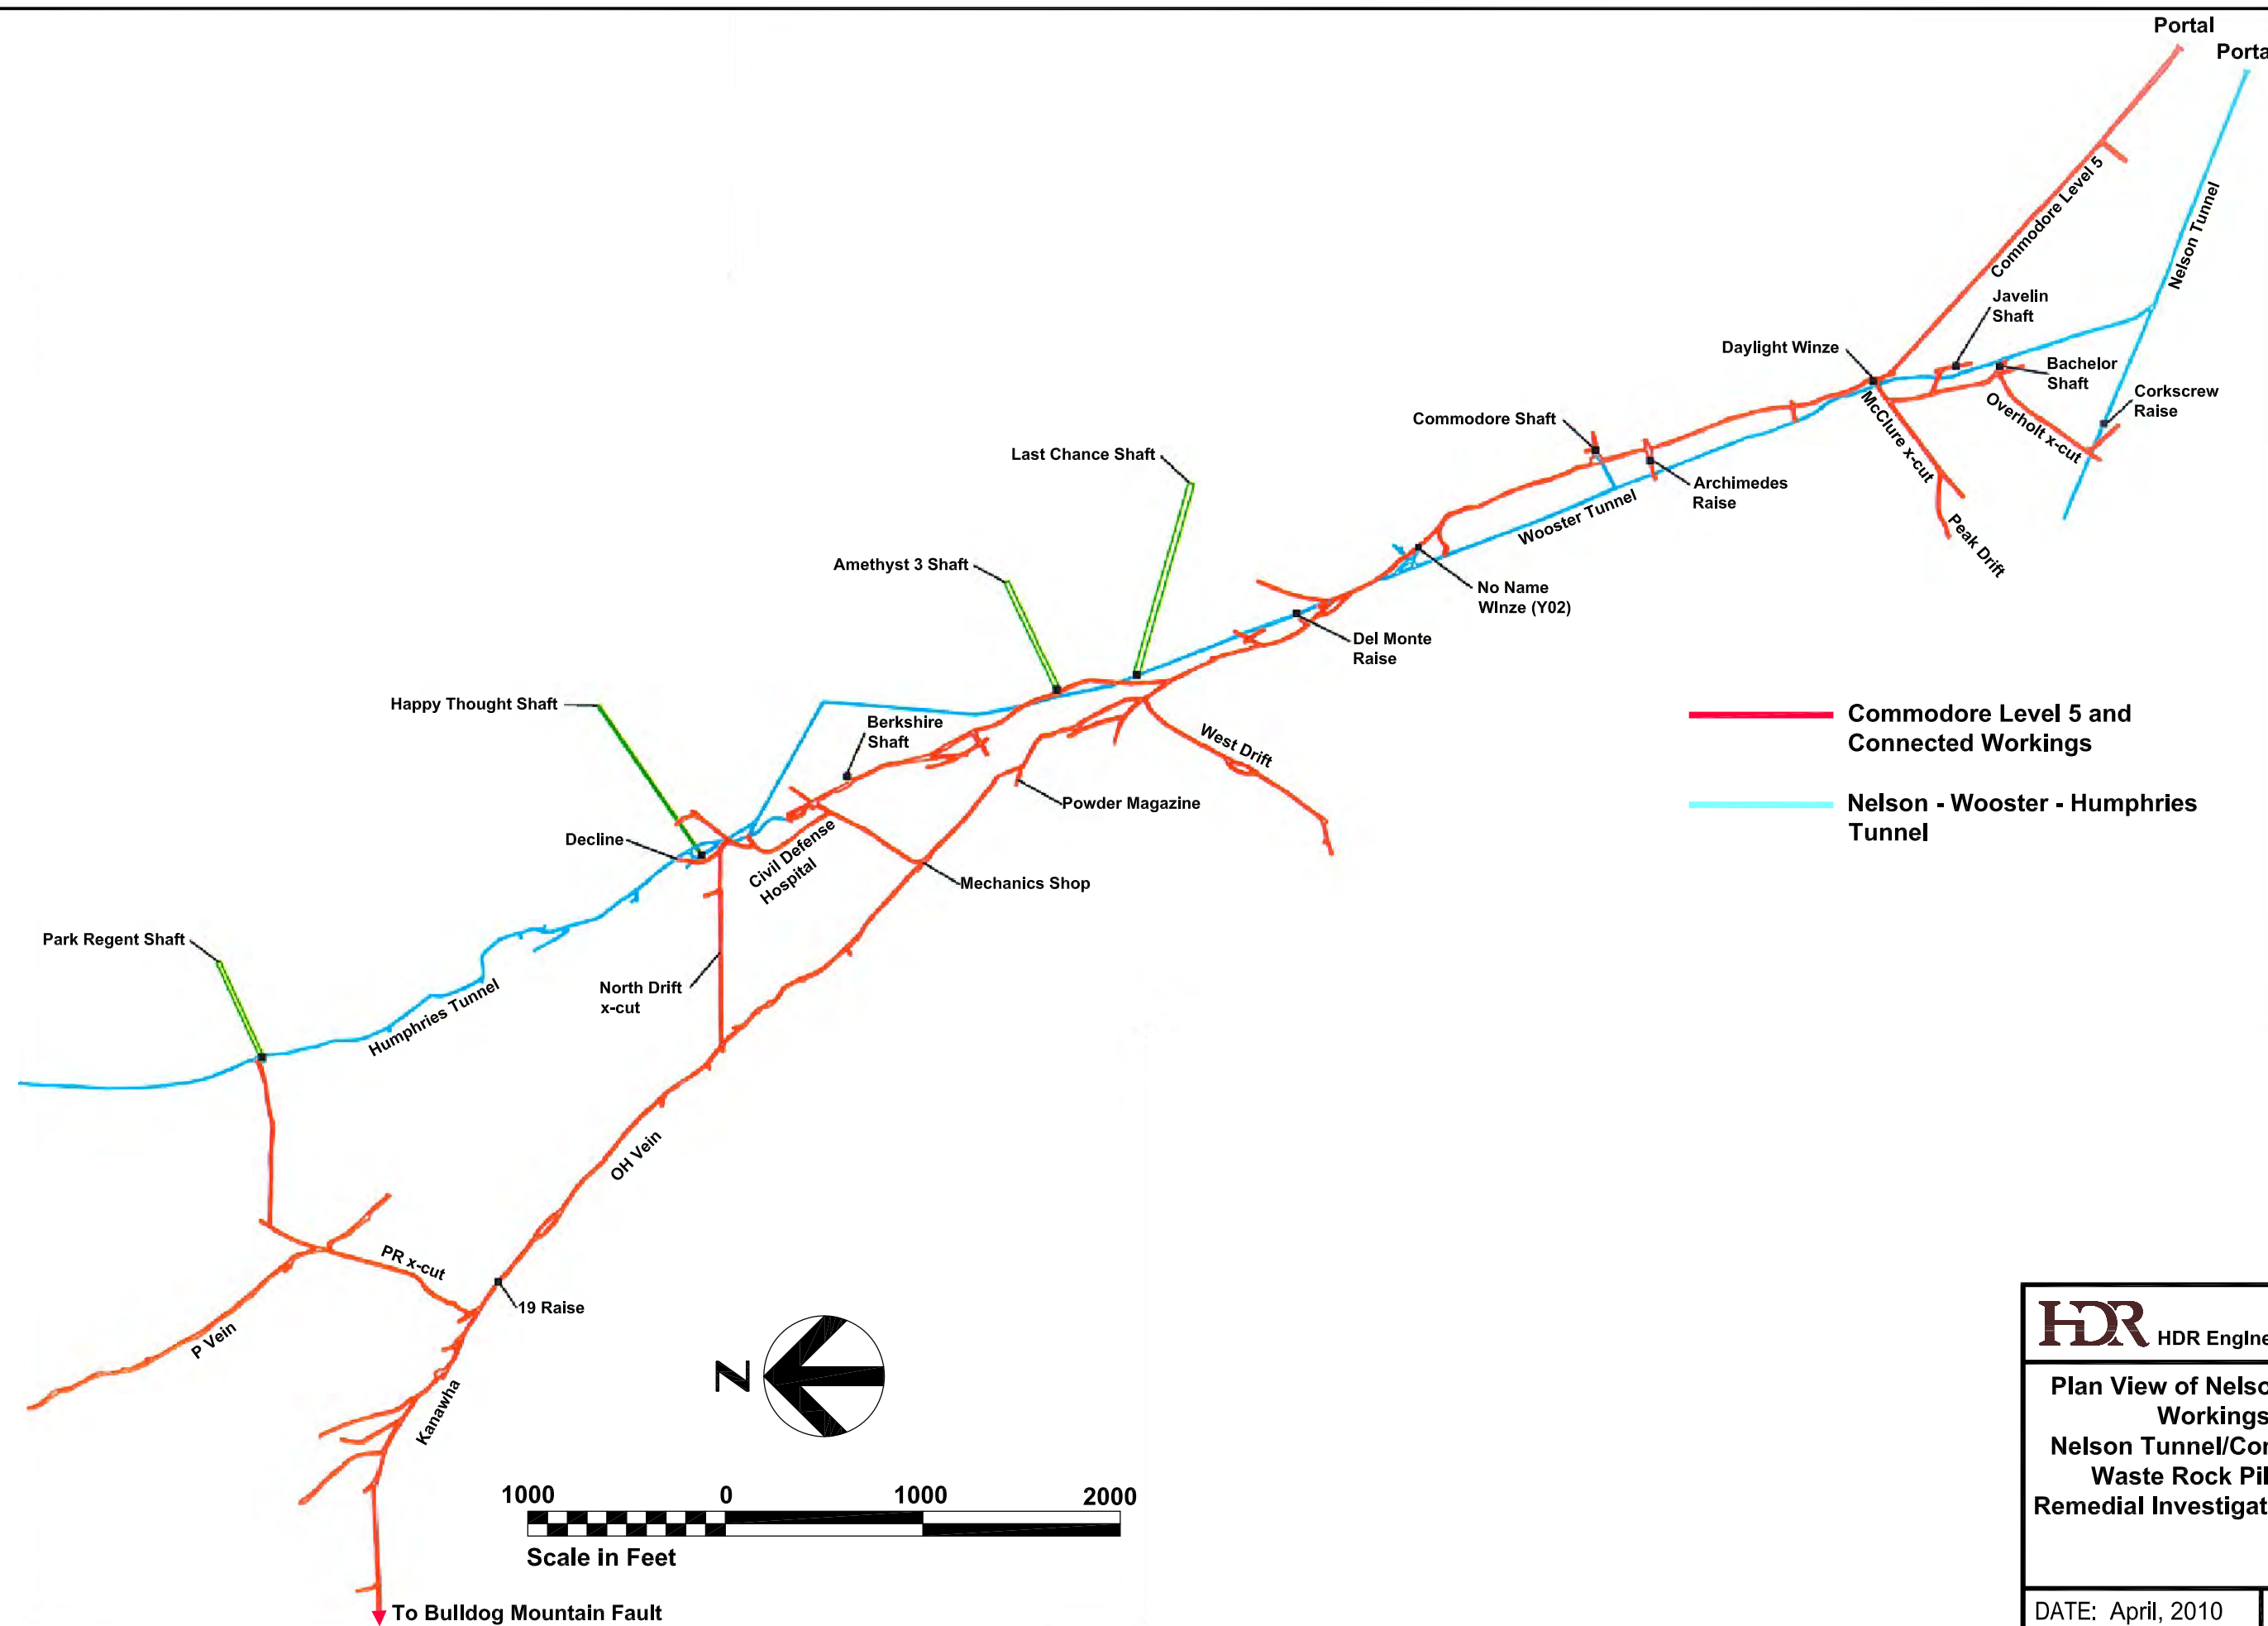 Portal
Porta
Commodore Level 5
Nelson Tunnel
Javelin
Shaft
Daylight Winze
Bachelor
Shaft
Corkscrew
Raise
Overholt x-cut
McClure x-cut
Commodore Shaft
Last Chance Shaft
Archimedes
Raise
Wooster Tunnel
Peak Drift
Amethyst 3 Shaft
No Name
WInze (Y02)
Del Monte
Raise
Happy Thought Shaft
Berkshire
Shaft
West Drift
Commodore Level 5 and
Connected Workings
Powder Magazine
Nelson - Wooster - Humphries
Tunnel
Decline
Civil Defense
Hospital
Mechanics Shop
Park Regent Shaft
North Drift
x-cut
Humphries Tunnel
OH Vein
PR x-cut
19 Raise
P Vein
Kanawha
N
1000 0 1000 2000
Scale in Feet
To Bulldog Mountain Fault
HDR HDR EngIne
Plan View of Nelso
Workings
Nelson Tunnel/Cor
Waste Rock Pil
Remedial Investigat
DATE: April, 2010